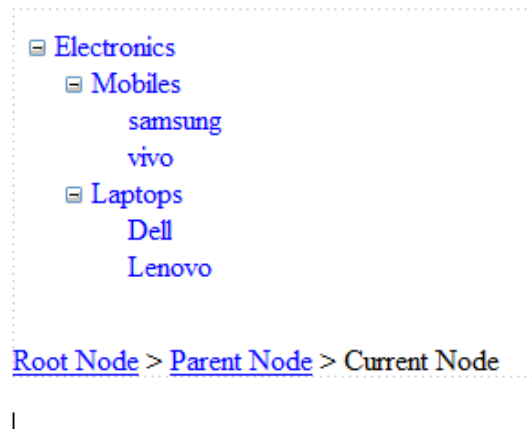 Electronics
Mobiles
samsung
vivo
Laptops
Dell
Lenovo
Root Node > Parent Node > Current Node